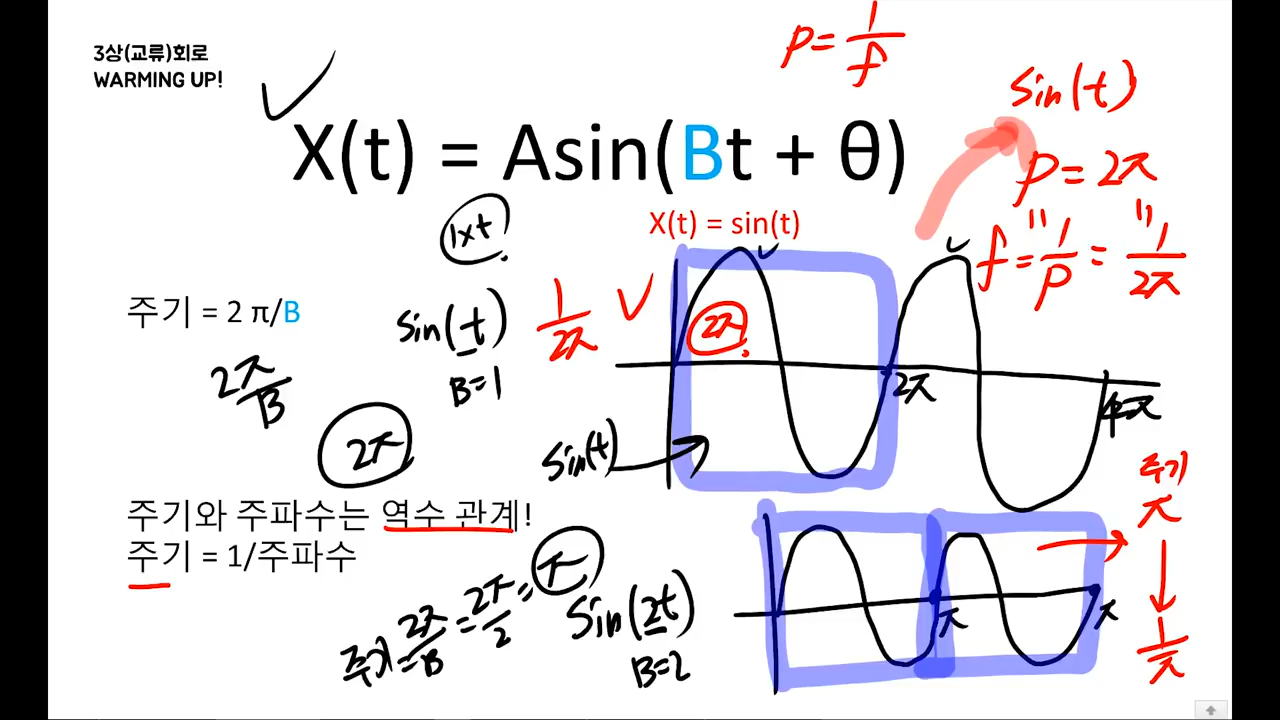 3상(교류)회로
WARMING UP!
p = 1/f
sin(t)
X(t) = Asin(Bt + θ)
p = 2π
1xt
X(t) = sin(t)
f = 1/p = 1/2π
주기 = 2 π/B
sin(t)
1/2π
2π
2π/B
B=1
2π
4π
2π
sin(t)
주기
π
주기와 주파수는 역수 관계!
주기 = 1/주파수
주기 = 2π/B = 2π/2 = π
sin(2t)
B=2
π
π
1/π